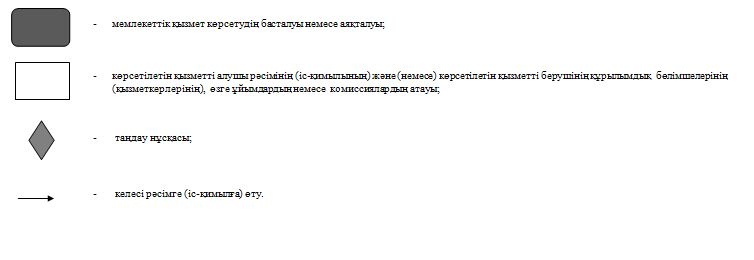 - мемлекеттік қызмет көрсетудің басталуы немесе аяқталуы;
- көрсетілетін қызметті алушы рәсімінің (іс-қимылының) және (немесе) көрсетілетін қызметті берушінің құрылымдық бөлімшелерінің
(қызметкерлерінің), өзге ұйымдардың немесе комиссиялардың атауы;
- таңдау нұсқасы;
- келесі рәсімге (іс-қимылға) өту.